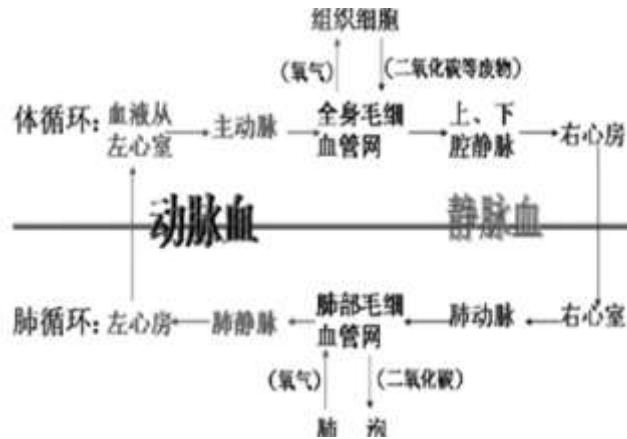 组织细胞
(氧气)
(二氧化碳等废物)
体循环:
血液从
左心室
主动脉
全身毛细
血管网
上、下
腔静脉
右心房
动脉血
静脉血
肺循环:
左心房
肺静脉
肺部毛细
血管网
肺动脉
右心室
(氧气)
(二氧化碳)
肺 泡